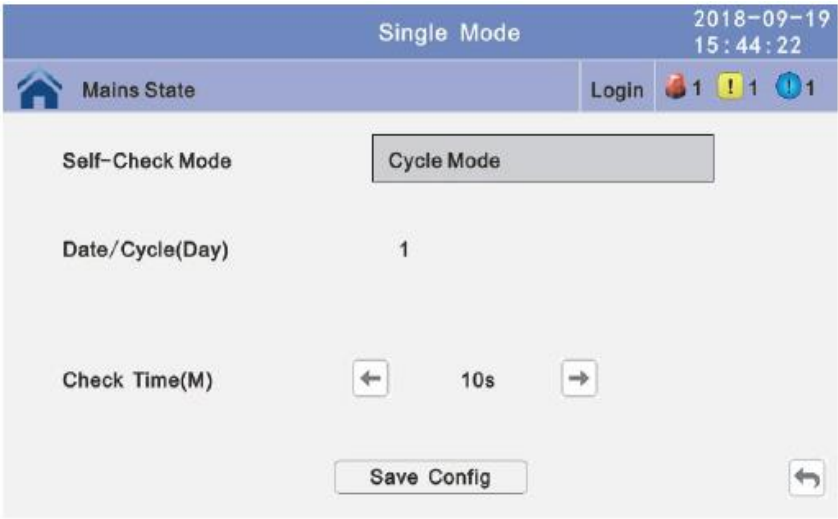 Single Mode
2018-09-19
15:44:22
Mains State
Login
1
! 1
! 1
Self-Check Mode
Cycle Mode
Date/Cycle(Day)
1
Check Time(M)
10s
Save Config